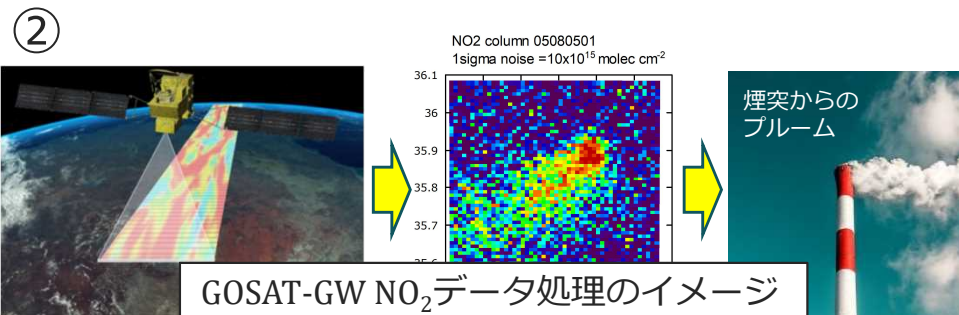 ②
NO2 column 05080501
1sigma noise =10x10¹⁵ molec cm⁻²
36.1
36
35.9
35.8
35.7
煙突からの
プルーム
GOSAT-GW NO₂データ処理のイメージ